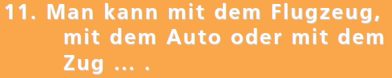 11. Man kann mit dem Flugzeug,
mit dem Auto oder mit dem
Zug ... .